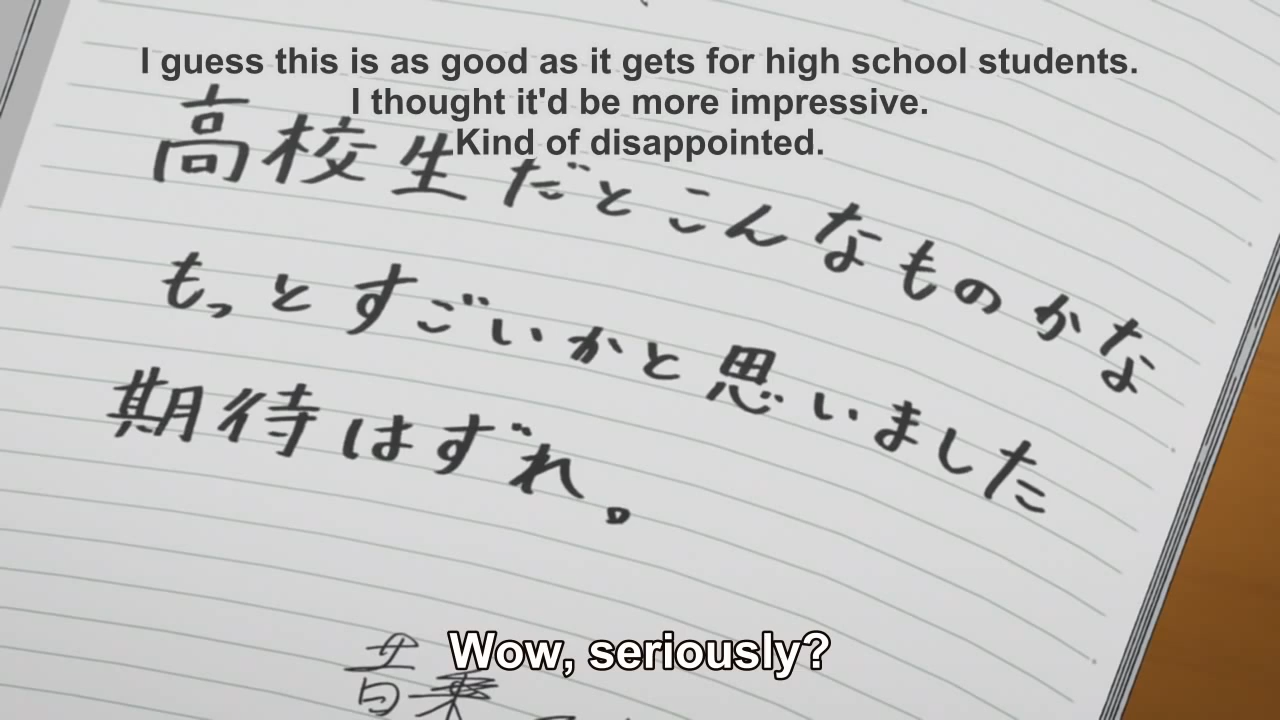 I guess this is as good as it gets for high school students.
I thought it'd be more impressive.
Kind of disappointed.
高校生だとこんなものかな
もっとすごいかと思いました
期待はずれ。
Wow, seriously?